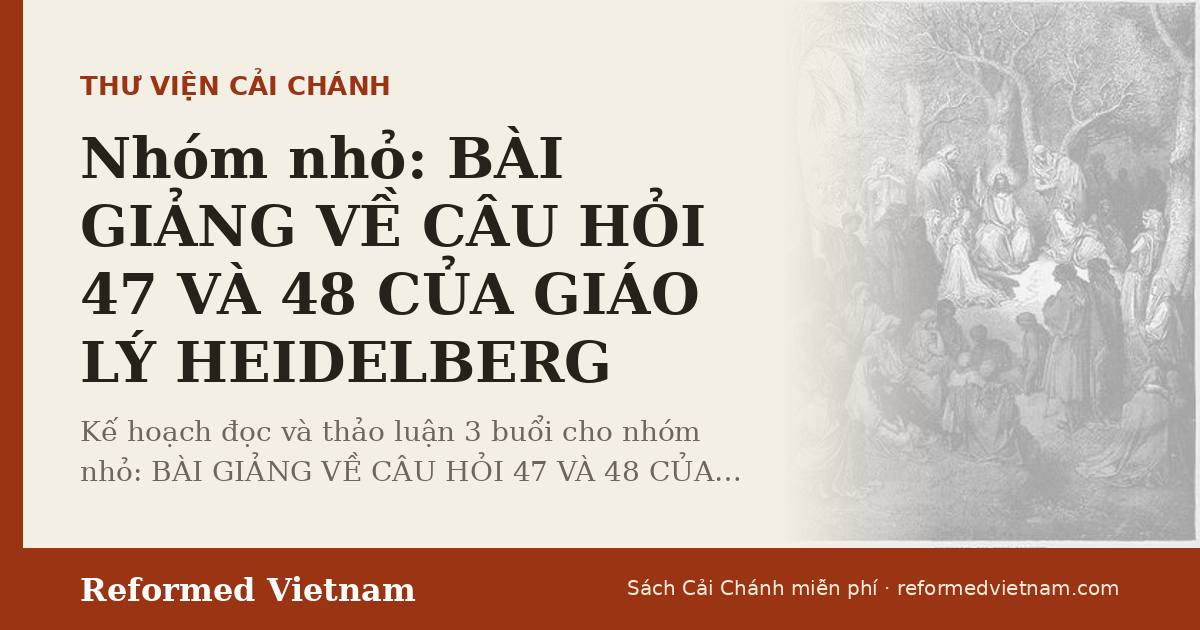 THƯ VIỆN CẢI CHÁNH
Nhóm nhỏ: BÀI
GIẢNG VỀ CÂU HỎI
47 VÀ 48 CỦA GIÁO
LÝ HEIDELBERG
Kế hoạch đọc và thảo luận 3 buổi cho nhóm
nhỏ: BÀI GIẢNG VỀ CÂU HỎI 47 VÀ 48 CỦA...
Reformed Vietnam
Sách Cải Chánh miễn phí · reformedvietnam.com